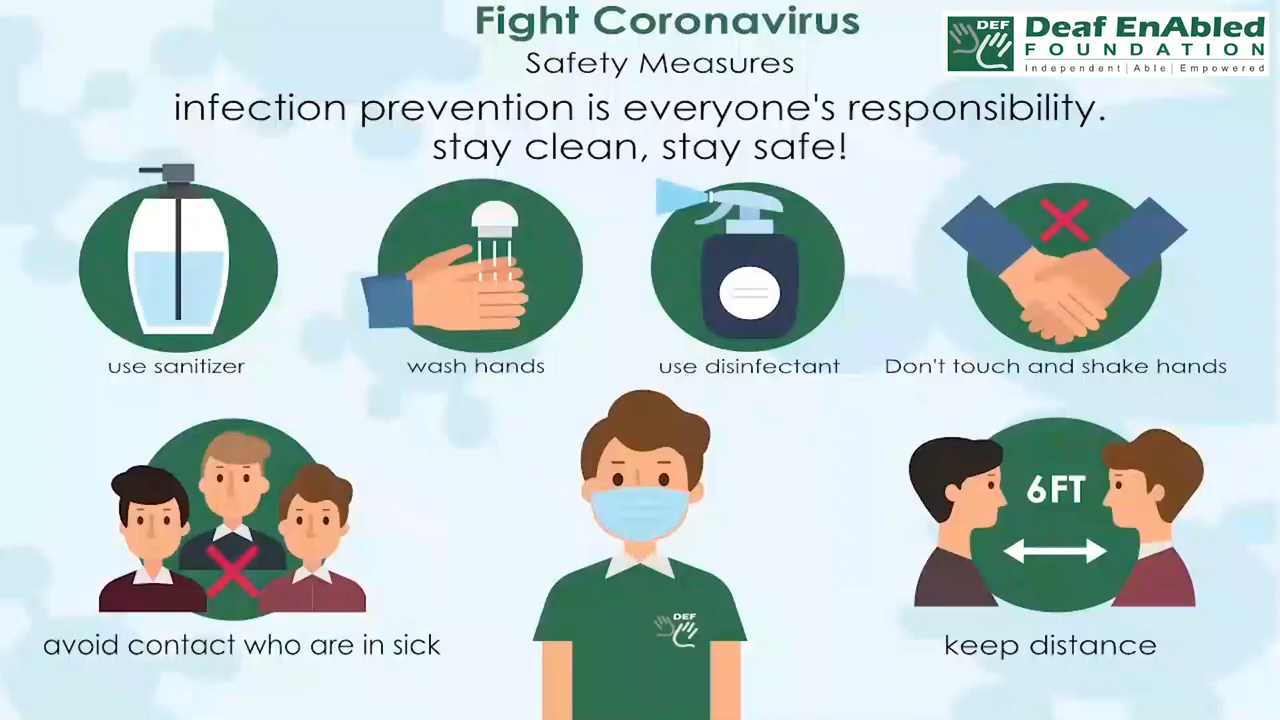 Fight Coronavirus
Safety Measures
infection prevention is everyone's responsibility.
stay clean, stay safe!
DEF
Deaf EnAbled
FOUNDATION
Independent | Able | Empowered
use sanitizer
wash hands
use disinfectant
Don't touch and shake hands
6FT
DEF
avoid contact who are in sick
keep distance